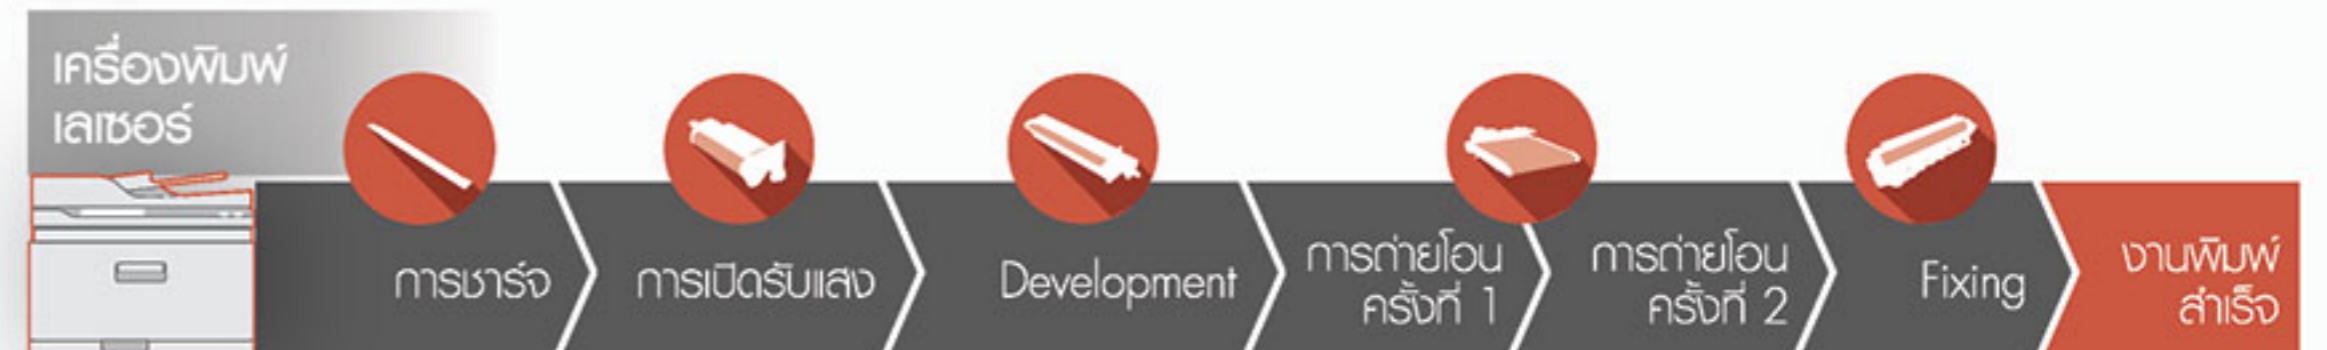 เครื่องพิมพ์
เลเซอร์
การชาร์จ
การเปิดรับแสง
Development
การถ่ายโอน
ครั้งที่ 1
การถ่ายโอน
ครั้งที่ 2
Fixing
งานพิมพ์
สำเร็จ